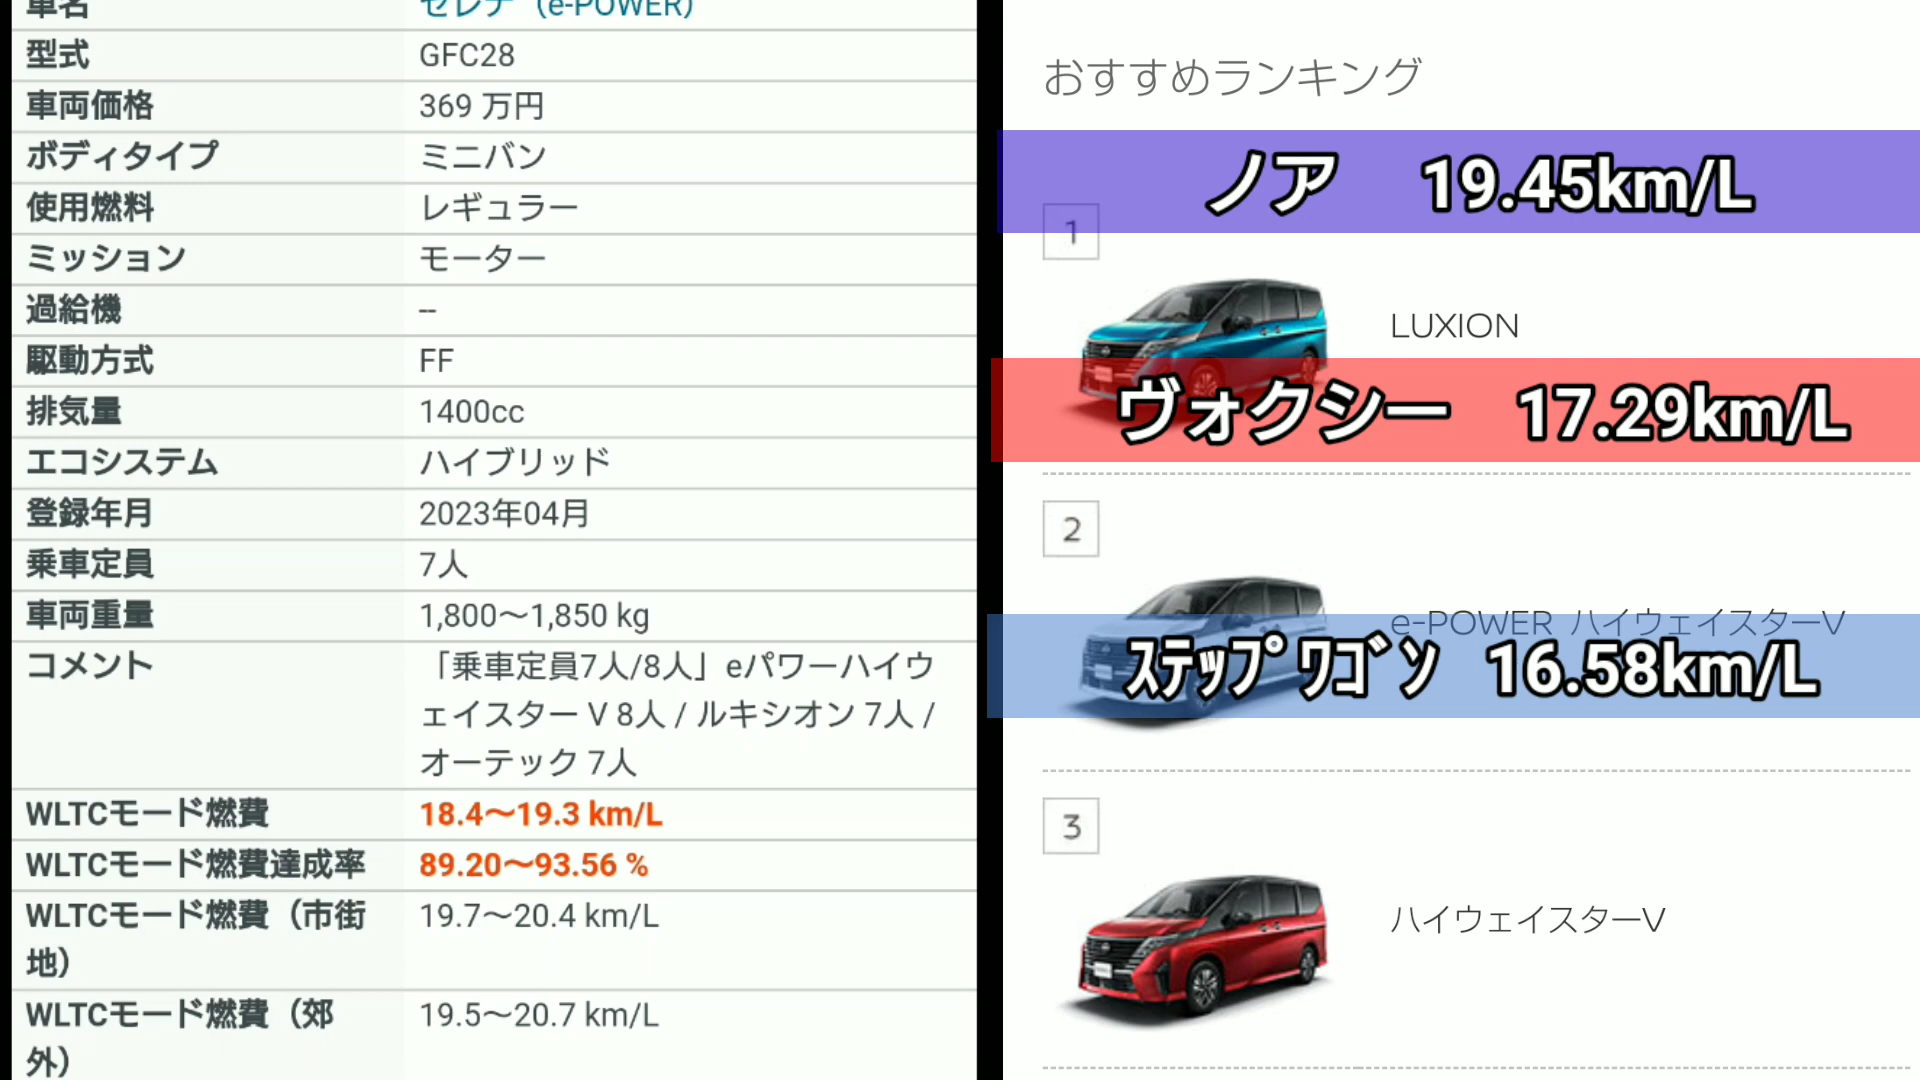 車名 セレナ（e-POWER）
型式 GFC28
車両価格 369 万円
ボディタイプ ミニバン
使用燃料 レギュラー
ミッション モーター
過給機 --
駆動方式 FF
排気量 1400cc
エコシステム ハイブリッド
登録年月 2023年04月
乗車定員 7人
車両重量 1,800～1,850 kg
コメント 「乗車定員7人/8人」eパワーハイウ
ェイスター V 8人 / ルキシオン 7人 /
オーテック 7人
WLTCモード燃費 18.4～19.3 km/L
WLTCモード燃費達成率 89.20～93.56 %
WLTCモード燃費（市街 19.7～20.4 km/L
地）
WLTCモード燃費（郊 19.5～20.7 km/L
外）
おすすめランキング
ノア 19.45km/L
1
LUXION
ヴォクシー 17.29km/L
2
e-POWER ハイウェイスターV
ｽﾃｯﾌﾟﾜｺﾞﾝ 16.58km/L
3
ハイウェイスターV